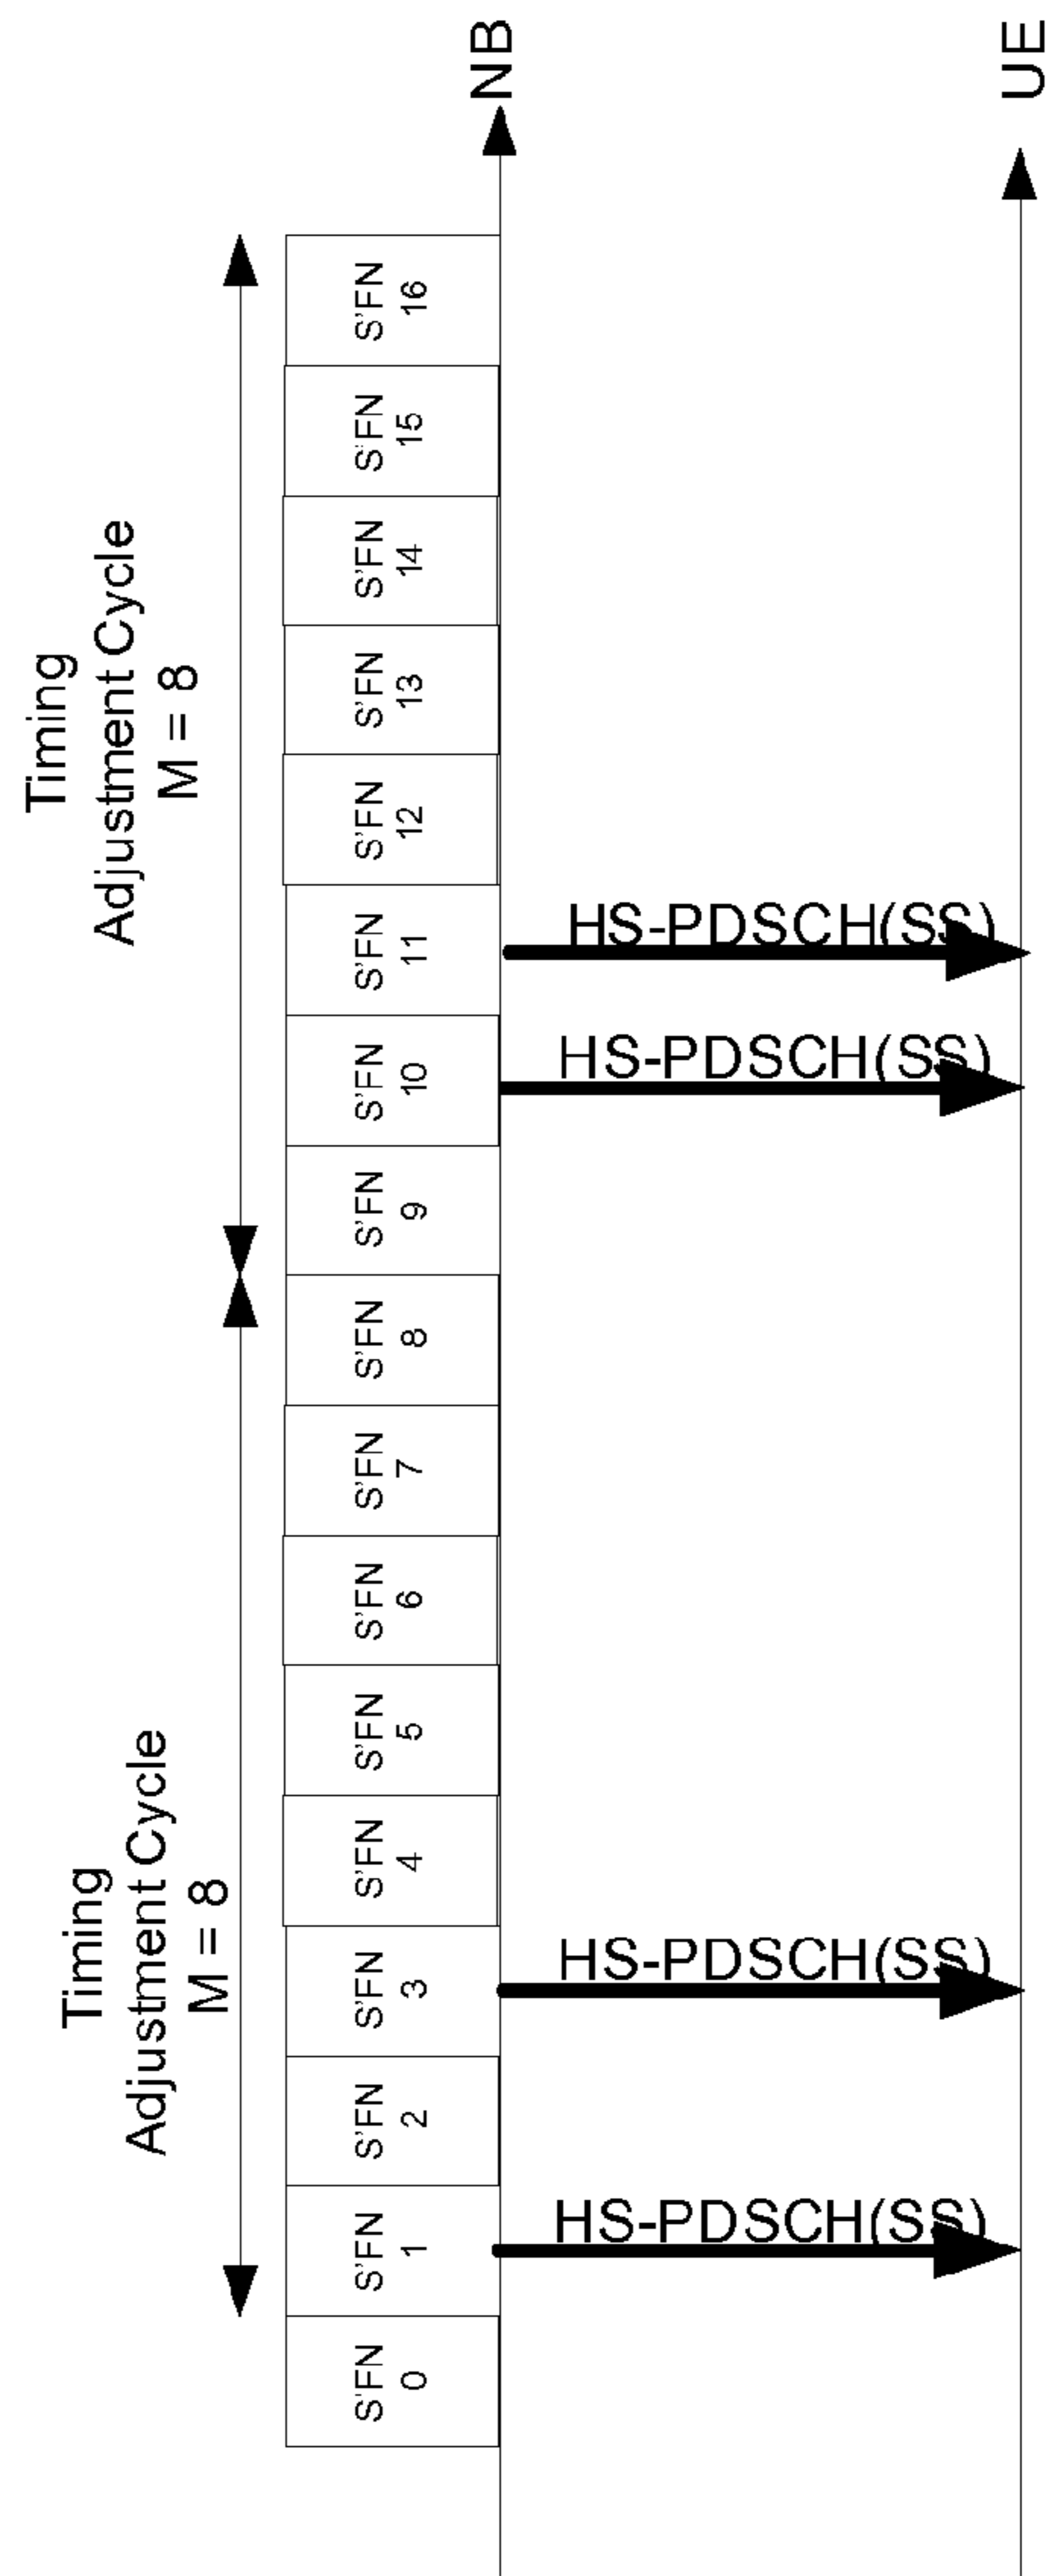 Timing
Adjustment Cycle
M = 8
Timing
Adjustment Cycle
M = 8
S'FN
0
S'FN
1
S'FN
2
S'FN
3
S'FN
4
S'FN
5
S'FN
6
S'FN
7
S'FN
8
S'FN
9
S'FN
10
S'FN
11
S'FN
12
S'FN
13
S'FN
14
S'FN
15
S'FN
16
NB
HS-PDSCH(SS)
HS-PDSCH(SS)
HS-PDSCH(SS)
HS-PDSCH(SS)
UE